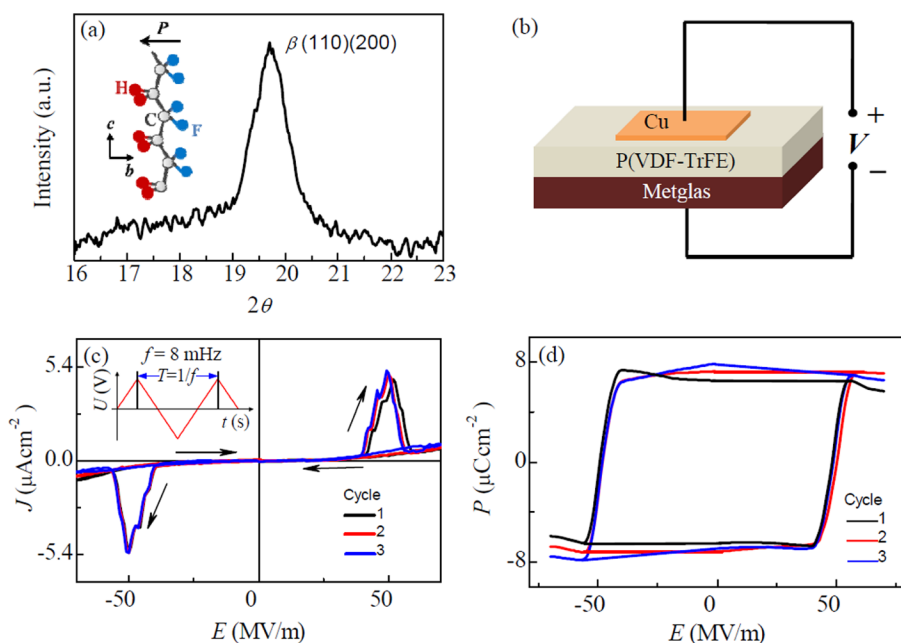 (a)
P
β (110)(200)
H
C
F
c
b
Intensity (a.u.)
16 17 18 19 20 21 22 23
2θ
(b)
Cu
P(VDF-TrFE)
Metglas
+
V
−
(c)
f = 8 mHz
T=1/f
U (V)
t (s)
5.4
0.0
-5.4
J (μAcm⁻²)
Cycle
1
2
3
-50 0 50
E (MV/m)
(d)
8
0
-8
P (μCcm⁻²)
Cycle
1
2
3
-50 0 50
E (MV/m)